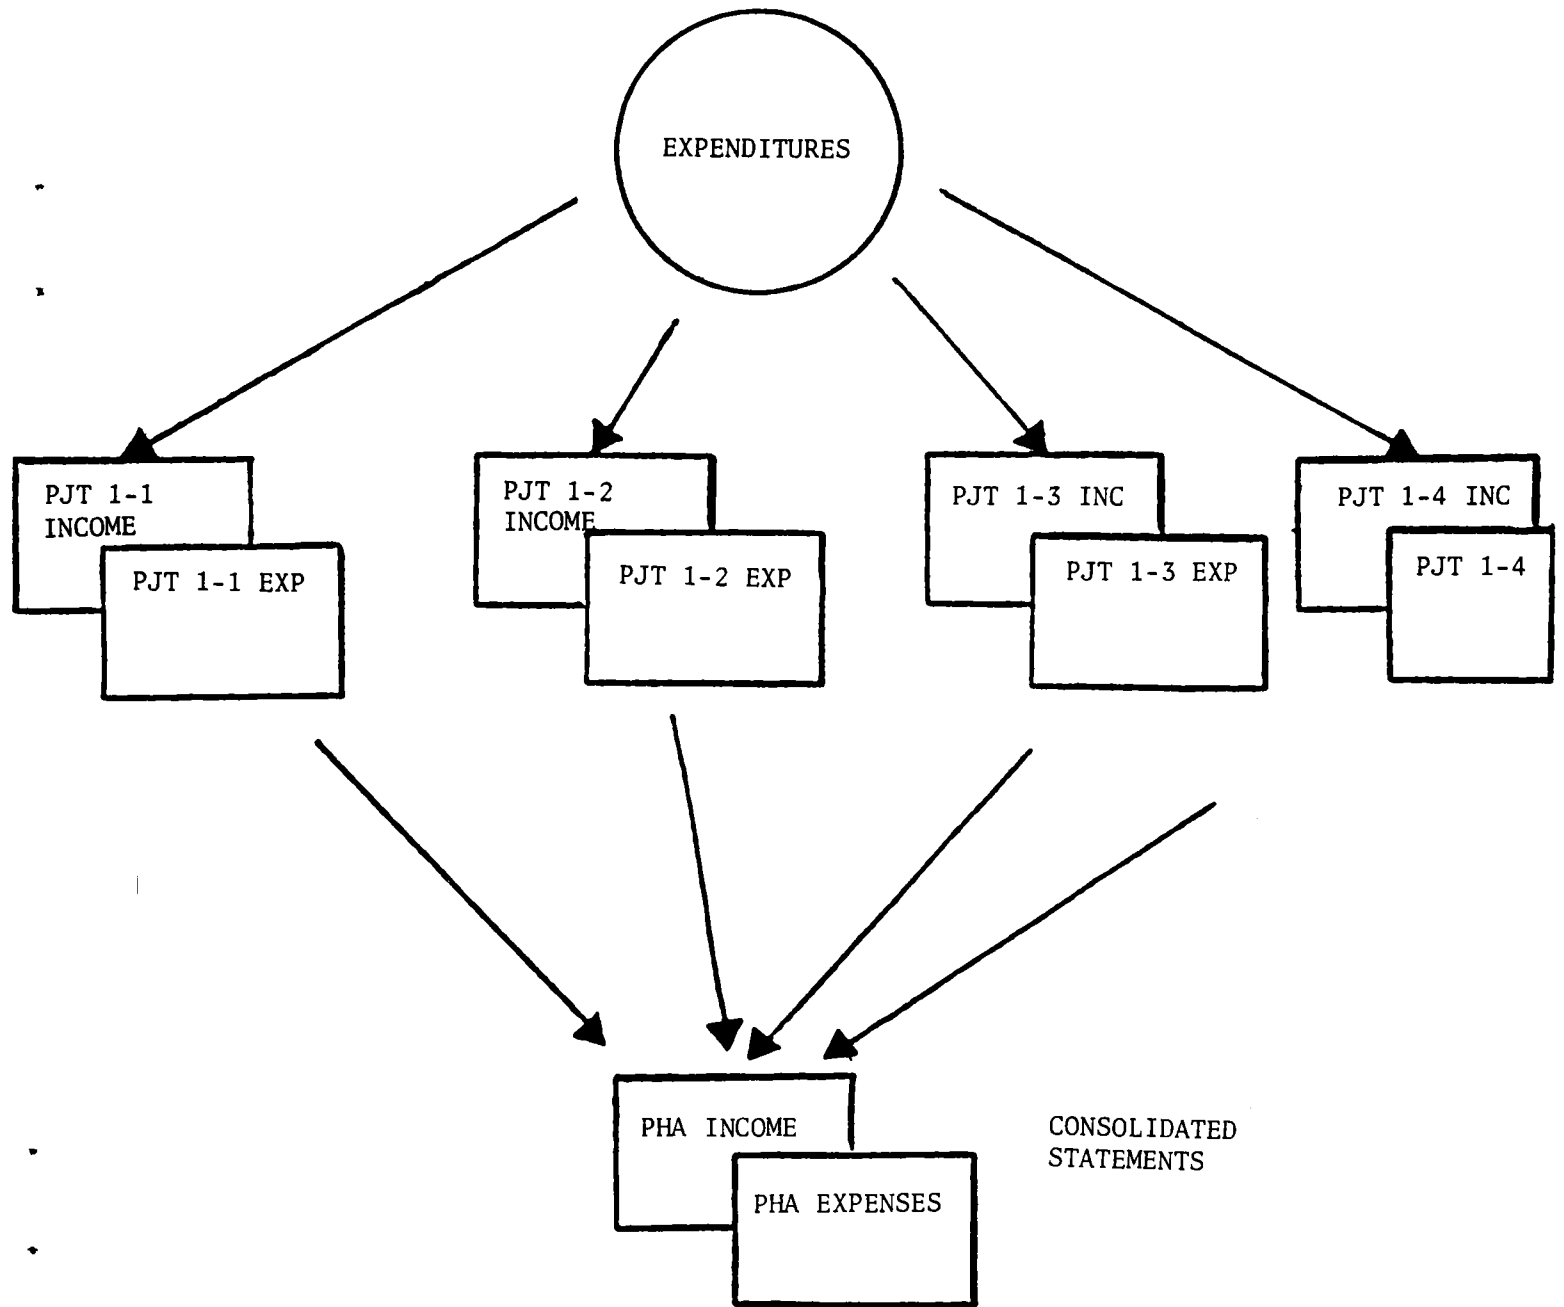 EXPENDITURES
PJT 1-1
INCOME
PJT 1-1 EXP
PJT 1-2
INCOME
PJT 1-2 EXP
PJT 1-3 INC
PJT 1-3 EXP
PJT 1-4 INC
PJT 1-4
PHA INCOME
PHA EXPENSES
CONSOLIDATED
STATEMENTS